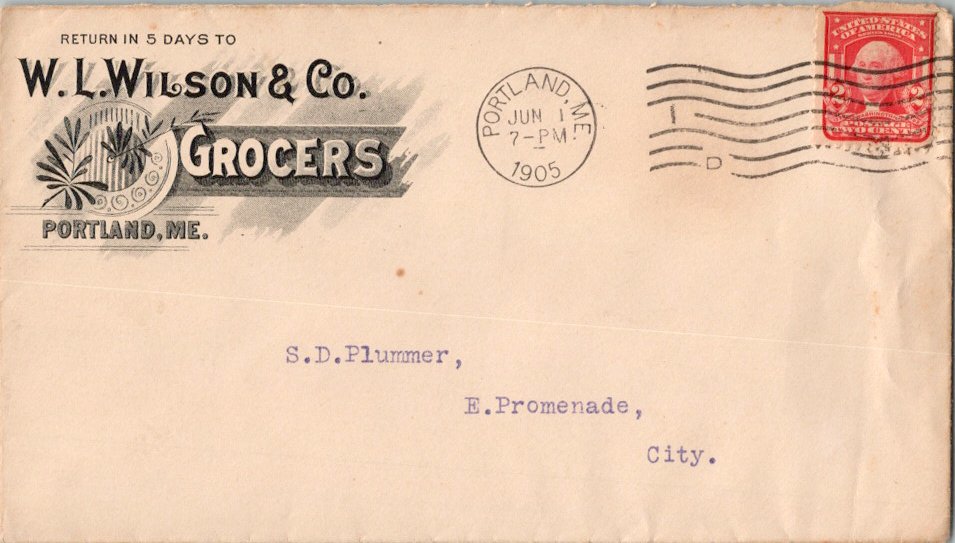 RETURN IN 5 DAYS TO
W. L. WILSON & CO.
GROCERS
PORTLAND, ME.
PORTLAND, ME.
JUN 1
7-PM
1905
1
D
UNITED STATES
OF AMERICA
2 2
TWO CENTS
S.D.Plummer,
E.Promenade,
City.